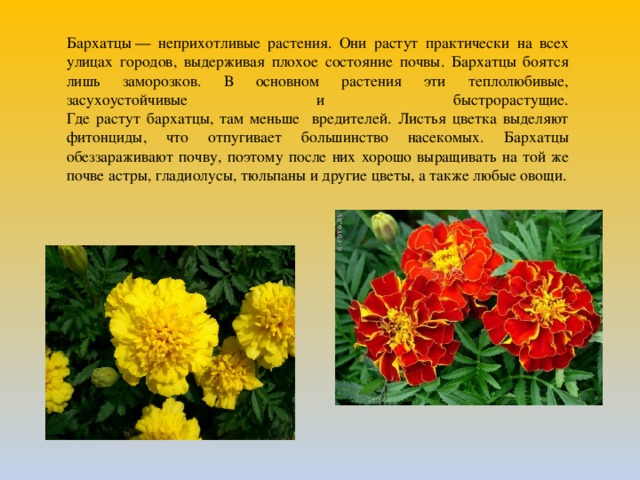 Бархатцы — неприхотливые растения. Они растут практически на всех
улицах городов, выдерживая плохое состояние почвы. Бархатцы боятся
лишь заморозков. В основном растения эти теплолюбивые,
засухоустойчивые и быстрорастущие.
Где растут бархатцы, там меньше вредителей. Листья цветка выделяют
фитонциды, что отпугивает большинство насекомых. Бархатцы
обеззараживают почву, поэтому после них хорошо выращивать на той же
почве астры, гладиолусы, тюльпаны и другие цветы, а также любые овощи.